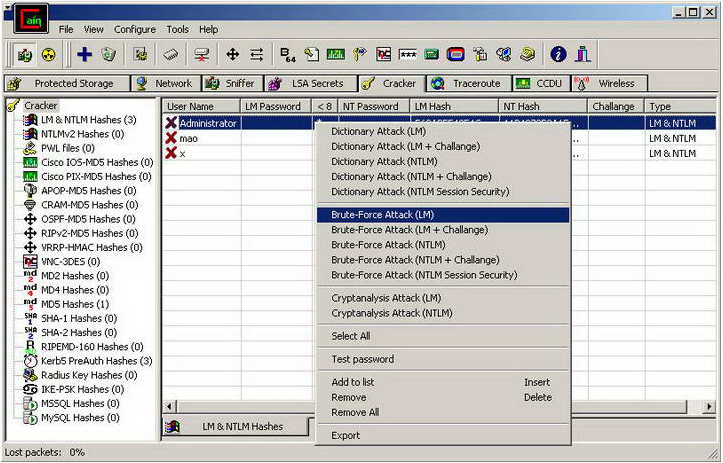 Cain
File View Configure Tools Help
B 64
Protected Storage Network Sniffer LSA Secrets Cracker Traceroute CCDU Wireless
Cracker
LM & NTLM Hashes (3)
NTLMv2 Hashes (0)
PWL files (0)
Cisco IOS-MD5 Hashes (0)
Cisco PIX-MD5 Hashes (0)
APOP-MD5 Hashes (0)
CRAM-MD5 Hashes (0)
OSPF-MD5 Hashes (0)
RIPv2-MD5 Hashes (0)
VRRP-HMAC Hashes (0)
VNC-3DES (0)
MD2 Hashes (0)
MD4 Hashes (0)
MD5 Hashes (1)
SHA-1 Hashes (0)
SHA-2 Hashes (0)
RIPEMD-160 Hashes (0)
Kerb5 PreAuth Hashes (3)
Radius Key Hashes (0)
IKE-PSK Hashes (0)
MSSQL Hashes (0)
MySQL Hashes (0)
User Name LM Password < 8 NT Password LM Hash NT Hash Challange Type
Administrator LM & NTLM
mao LM & NTLM
x LM & NTLM
Dictionary Attack (LM)
Dictionary Attack (LM + Challange)
Dictionary Attack (NTLM)
Dictionary Attack (NTLM + Challange)
Dictionary Attack (NTLM Session Security)
Brute-Force Attack (LM)
Brute-Force Attack (LM + Challange)
Brute-Force Attack (NTLM)
Brute-Force Attack (NTLM + Challange)
Brute-Force Attack (NTLM Session Security)
Cryptanalysis Attack (LM)
Cryptanalysis Attack (NTLM)
Select All
Test password
Add to list Insert
Remove Delete
Remove All
Export
LM & NTLM Hashes
Lost packets: 0%